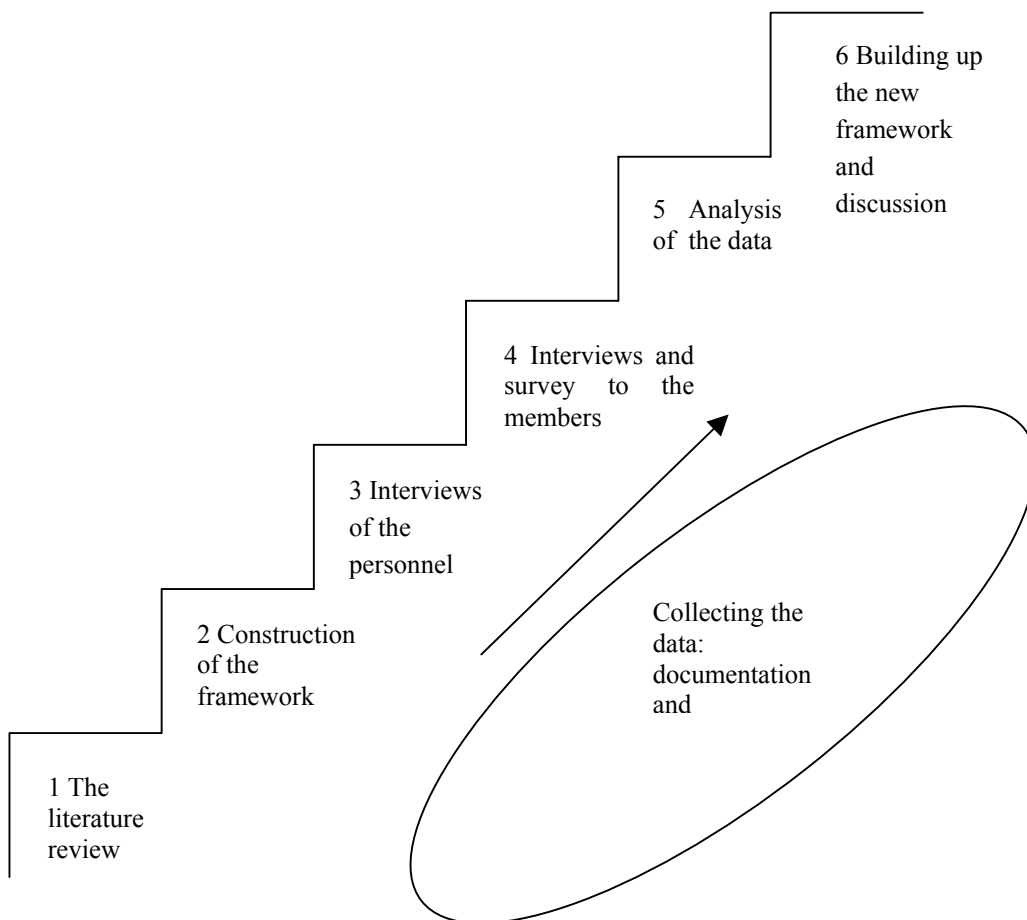 1 The
literature
review
2 Construction
of the
framework
3 Interviews
of the
personnel
4 Interviews and
survey to the
members
5 Analysis
of the data
6 Building up
the new
framework
and
discussion
Collecting the
data:
documentation
and